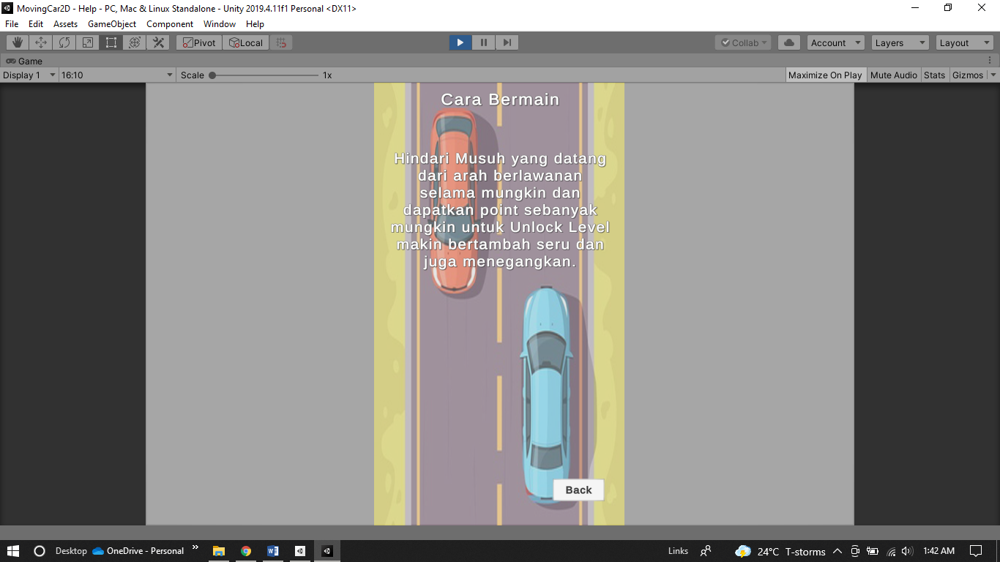 MovingCar2D - Help - PC, Mac & Linux Standalone - Unity 2019.4.11f1 Personal <DX11>
File Edit Assets GameObject Component Window Help
Pivot Local Collab Account Layers Layout
Game
Display 1 16:10 Scale 1x Maximize On Play Mute Audio Stats Gizmos
Cara Bermain
Hindari Musuh yang datang
dari arah berlawanan
selama mungkin dan
dapatkan point sebanyak
mungkin untuk Unlock Level
makin bertambah seru dan
juga menegangkan.
Back
Desktop OneDrive - Personal » Links 24°C T-storms 1:42 AM